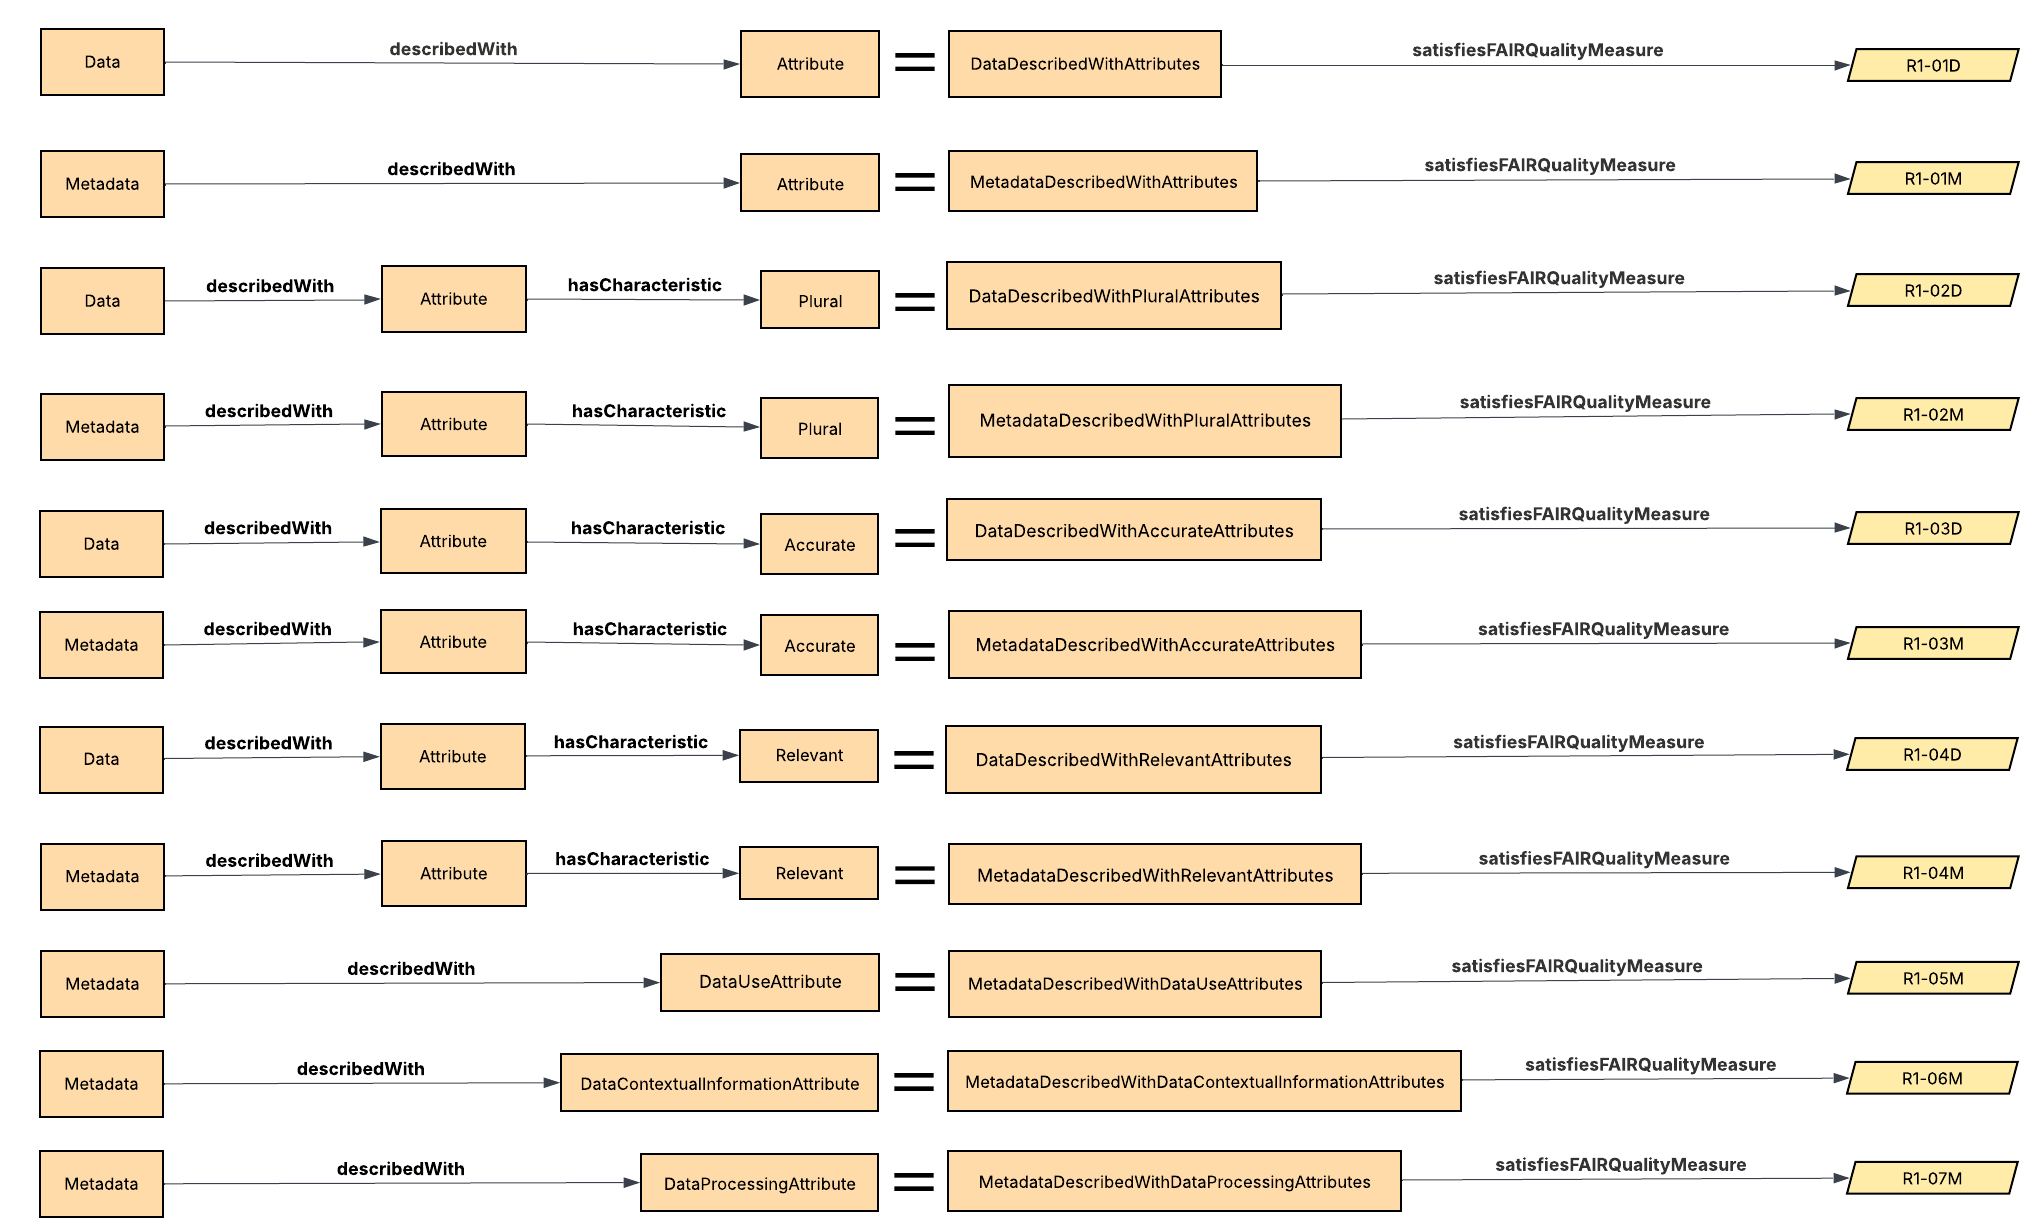 Data describedWith Attribute = DataDescribedWithAttributes satisfiesFAIRQualityMeasure R1-01D
Metadata describedWith Attribute = MetadataDescribedWithAttributes satisfiesFAIRQualityMeasure R1-01M
Data describedWith Attribute hasCharacteristic Plural = DataDescribedWithPluralAttributes satisfiesFAIRQualityMeasure R1-02D
Metadata describedWith Attribute hasCharacteristic Plural = MetadataDescribedWithPluralAttributes satisfiesFAIRQualityMeasure R1-02M
Data describedWith Attribute hasCharacteristic Accurate = DataDescribedWithAccurateAttributes satisfiesFAIRQualityMeasure R1-03D
Metadata describedWith Attribute hasCharacteristic Accurate = MetadataDescribedWithAccurateAttributes satisfiesFAIRQualityMeasure R1-03M
Data describedWith Attribute hasCharacteristic Relevant = DataDescribedWithRelevantAttributes satisfiesFAIRQualityMeasure R1-04D
Metadata describedWith Attribute hasCharacteristic Relevant = MetadataDescribedWithRelevantAttributes satisfiesFAIRQualityMeasure R1-04M
Metadata describedWith DataUseAttribute = MetadataDescribedWithDataUseAttributes satisfiesFAIRQualityMeasure R1-05M
Metadata describedWith DataContextualInformationAttribute = MetadataDescribedWithDataContextualInformationAttributes satisfiesFAIRQualityMeasure R1-06M
Metadata describedWith DataProcessingAttribute = MetadataDescribedWithDataProcessingAttributes satisfiesFAIRQualityMeasure R1-07M